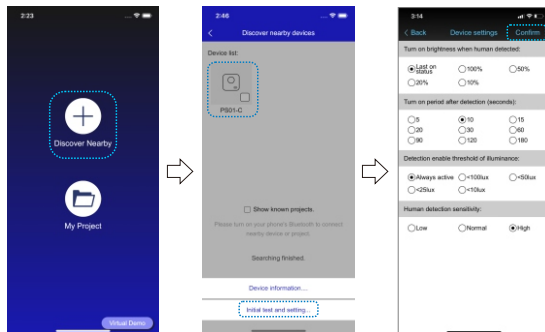 2:23
Discover Nearby
My Project
Virtual Demo
2:46
Discover nearby devices
Device list:
PS01-C
Show known projects.
Please turn on your phone's Bluetooth to connect
nearby device or project.
Searching finished.
Device information....
Initial test and setting...
3:14
< Back Device settings Confirm
Turn on brightness when human detected:
Last on status 100% 50%
20% 10%
Turn on period after detection (seconds):
5 10 15
20 30 60
90 120 180
Detection enable threshold of illuminance:
Always active <100lux <50lux
<25lux <10lux
Human detection sensitivity:
Low Normal High